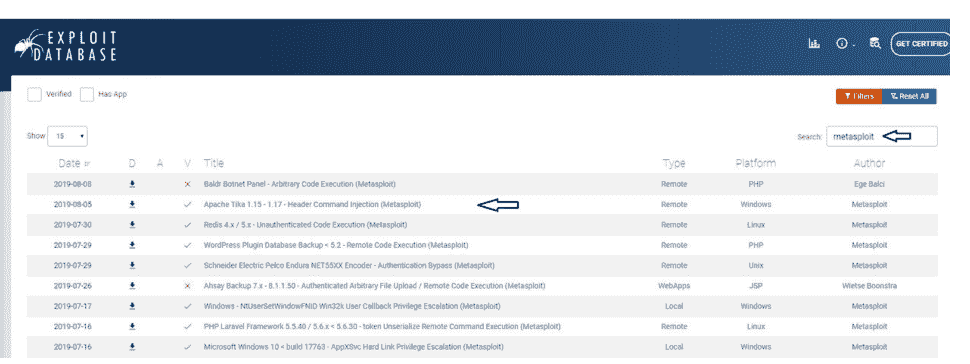 EXPLOIT
DATABASE
GET CERTIFIED
Verified Has App
Filters Reset All
Show 15 Search: metasploit
Date D A V Title Type Platform Author
2019-08-08 Baldr Botnet Panel - Arbitrary Code Execution (Metasploit) Remote PHP Ege Balci
2019-08-05 Apache Tika 1.15 - 1.17 - Header Command Injection (Metasploit) Remote Windows Metasploit
2019-07-30 Redis 4.x / 5.x - Unauthenticated Code Execution (Metasploit) Remote Linux Metasploit
2019-07-29 WordPress Plugin Database Backup < 5.2 - Remote Code Execution (Metasploit) Remote PHP Metasploit
2019-07-29 Schneider Electric Pelco Endura NET55XX Encoder - Authentication Bypass (Metasploit) Remote Unix Metasploit
2019-07-26 Ahsay Backup 7.x - 8.1.1.50 - Authenticated Arbitrary File Upload / Remote Code Execution (Metasploit) WebApps JSP Wietse Boonstra
2019-07-17 Windows - NtUserSetWindowFNID Win32k User Callback Privilege Escalation (Metasploit) Local Windows Metasploit
2019-07-16 PHP Laravel Framework 5.5.40 / 5.6.x < 5.6.30 - token Unserialize Remote Command Execution (Metasploit) Remote Linux Metasploit
2019-07-16 Microsoft Windows 10 < build 17763 - AppXSvc Hard Link Privilege Escalation (Metasploit) Local Windows Metasploit